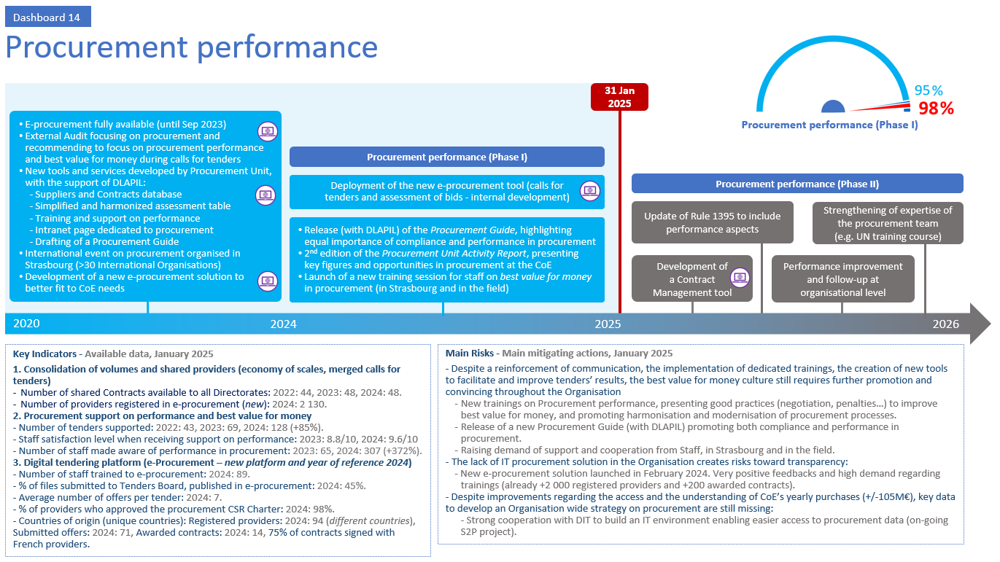 Dashboard 14
Procurement performance
95%
98%
Procurement performance (Phase I)
31 Jan
2025
• E-procurement fully available (until Sep 2023)
• External Audit focusing on procurement and
recommending to focus on procurement performance
and best value for money during calls for tenders
• New tools and services developed by Procurement Unit,
with the support of DLAPIL:
- Suppliers and Contracts database
- Simplified and harmonized assessment table
- Training and support on performance
- Intranet page dedicated to procurement
- Drafting of a Procurement Guide
• International event on procurement organised in
Strasbourg (>30 International Organisations)
• Development of a new e-procurement solution to
better fit to CoE needs
Procurement performance (Phase I)
Deployment of the new e-procurement tool (calls for
tenders and assessment of bids - internal development)
• Release (with DLAPIL) of the Procurement Guide, highlighting
equal importance of compliance and performance in procurement
• 2nd edition of the Procurement Unit Activity Report, presenting
key figures and opportunities in procurement at the CoE
• Launch of a new training session for staff on best value for money
in procurement (in Strasbourg and in the field)
Procurement performance (Phase II)
Update of Rule 1395 to include
performance aspects
Strengthening of expertise of
the procurement team
(e.g. UN training course)
Development of
a Contract
Management tool
Performance improvement
and follow-up at
organisational level
2020
2024
2025
2026
Key Indicators - Available data, January 2025
1. Consolidation of volumes and shared providers (economy of scales, merged calls for
tenders)
- Number of shared Contracts available to all Directorates: 2022: 44, 2023: 48, 2024: 48.
- Number of providers registered in e-procurement (new): 2024: 2 130.
2. Procurement support on performance and best value for money
- Number of tenders supported: 2022: 43, 2023: 69, 2024: 128 (+85%).
- Staff satisfaction level when receiving support on performance: 2023: 8.8/10, 2024: 9.6/10
- Number of staff made aware of performance in procurement: 2023: 65, 2024: 307 (+372%).
3. Digital tendering platform (e-Procurement – new platform and year of reference 2024)
- Number of staff trained to e-procurement: 2024: 89.
- % of files submitted to Tenders Board, published in e-procurement: 2024: 45%.
- Average number of offers per tender: 2024: 7.
- % of providers who approved the procurement CSR Charter: 2024: 98%.
- Countries of origin (unique countries): Registered providers: 2024: 94 (different countries),
Submitted offers: 2024: 71, Awarded contracts: 2024: 14, 75% of contracts signed with
French providers.
Main Risks - Main mitigating actions, January 2025
- Despite a reinforcement of communication, the implementation of dedicated trainings, the creation of new tools
to facilitate and improve tenders’ results, the best value for money culture still requires further promotion and
convincing throughout the Organisation
- New trainings on Procurement performance, presenting good practices (negotiation, penalties…) to improve
best value for money, and promoting harmonisation and modernisation of procurement processes.
- Release of a new Procurement Guide (with DLAPIL) promoting both compliance and performance in
procurement.
- Raising demand of support and cooperation from Staff, in Strasbourg and in the field.
- The lack of IT procurement solution in the Organisation creates risks toward transparency:
- New e-procurement solution launched in February 2024. Very positive feedbacks and high demand regarding
trainings (already +2 000 registered providers and +200 awarded contracts).
- Despite improvements regarding the access and the understanding of CoE’s yearly purchases (+/-105M€), key data
to develop an Organisation wide strategy on procurement are still missing:
- Strong cooperation with DIT to build an IT environment enabling easier access to procurement data (on-going
S2P project).